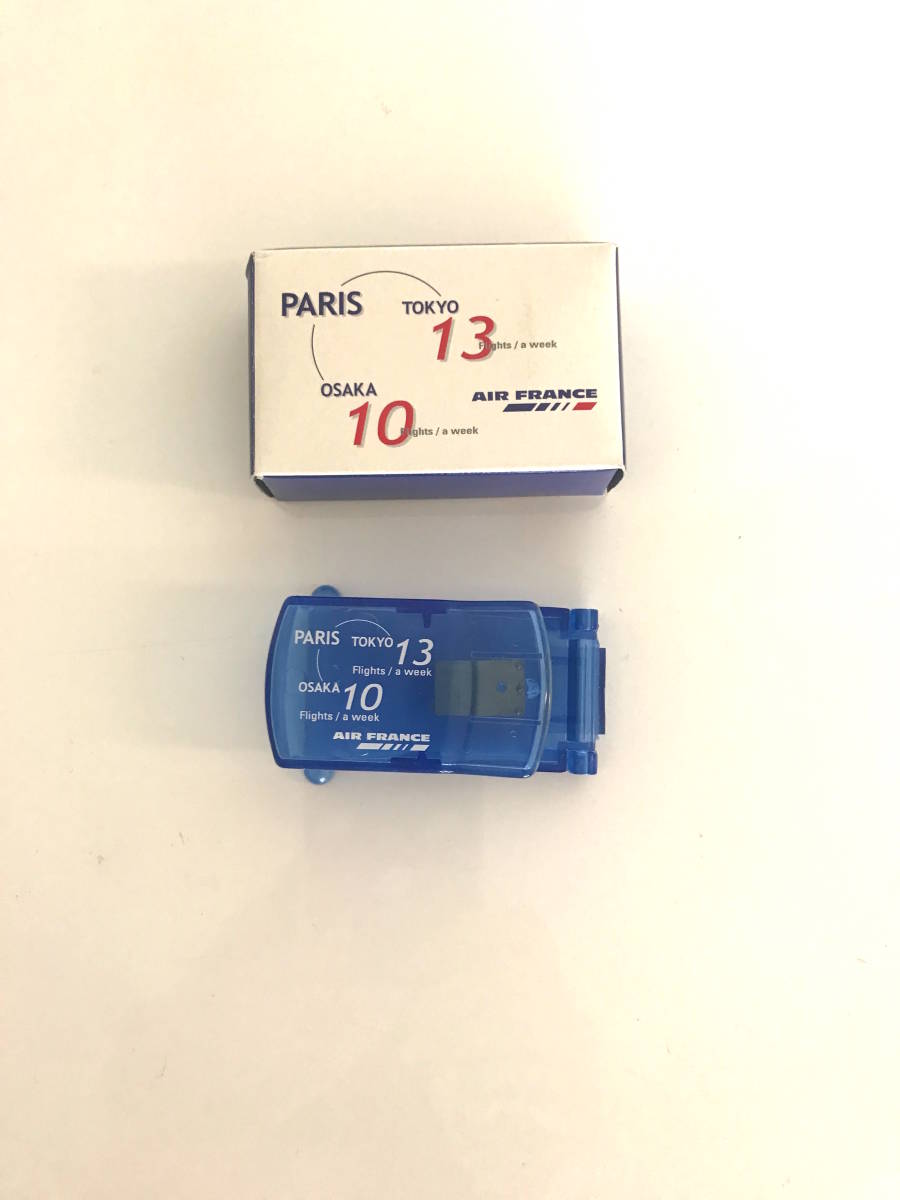 PARIS
TOKYO
13 Flights / a week
OSAKA
10 Flights / a week
AIR FRANCE
PARIS TOKYO 13
Flights / a week
OSAKA 10
Flights / a week
AIR FRANCE